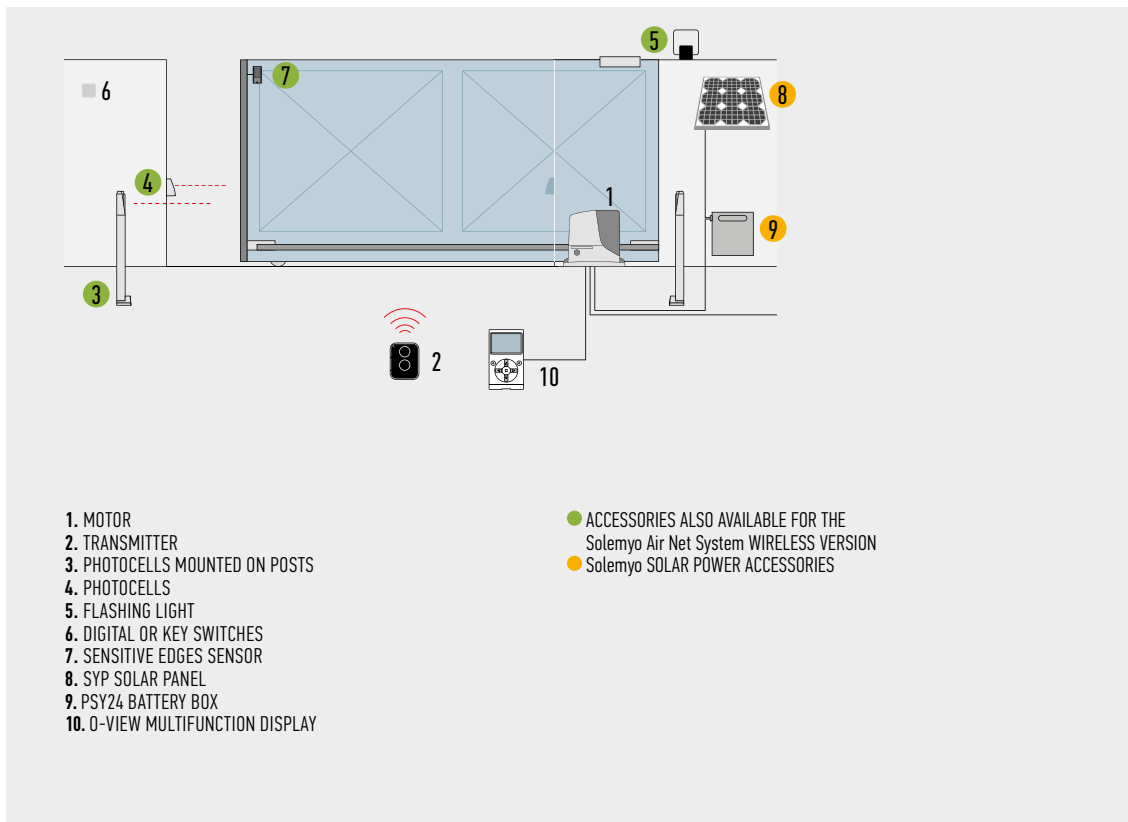 5
7
8
6
4
1
9
3
2
10
1. MOTOR
2. TRANSMITTER
3. PHOTOCELLS MOUNTED ON POSTS
4. PHOTOCELLS
5. FLASHING LIGHT
6. DIGITAL OR KEY SWITCHES
7. SENSITIVE EDGES SENSOR
8. SYP SOLAR PANEL
9. PSY24 BATTERY BOX
10. O-VIEW MULTIFUNCTION DISPLAY
ACCESSORIES ALSO AVAILABLE FOR THE
Solemyo Air Net System WIRELESS VERSION
Solemyo SOLAR POWER ACCESSORIES